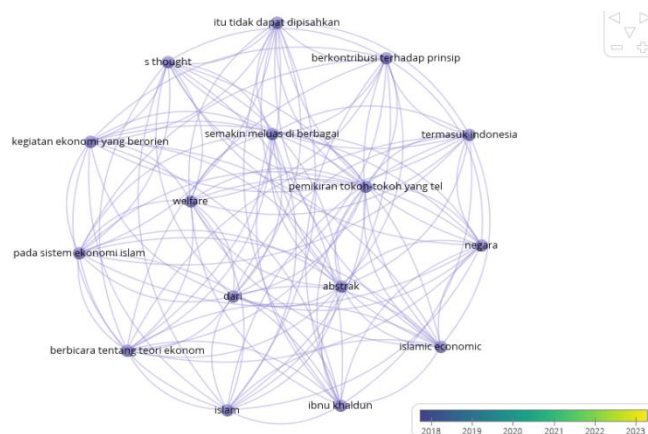 itu tidak dapat dipisahkan
berkontribusi terhadap prinsip
s thought
semakin meluas di berbagai
termasuk indonesia
kegiatan ekonomi yang berorien
pemikiran tokoh-tokoh yang tel
welfare
negara
pada sistem ekonomi islam
abstrak
dari
islamic economic
berbicara tentang teori ekonom
ibnu khaldun
islam
2018 2019 2020 2021 2022 2023